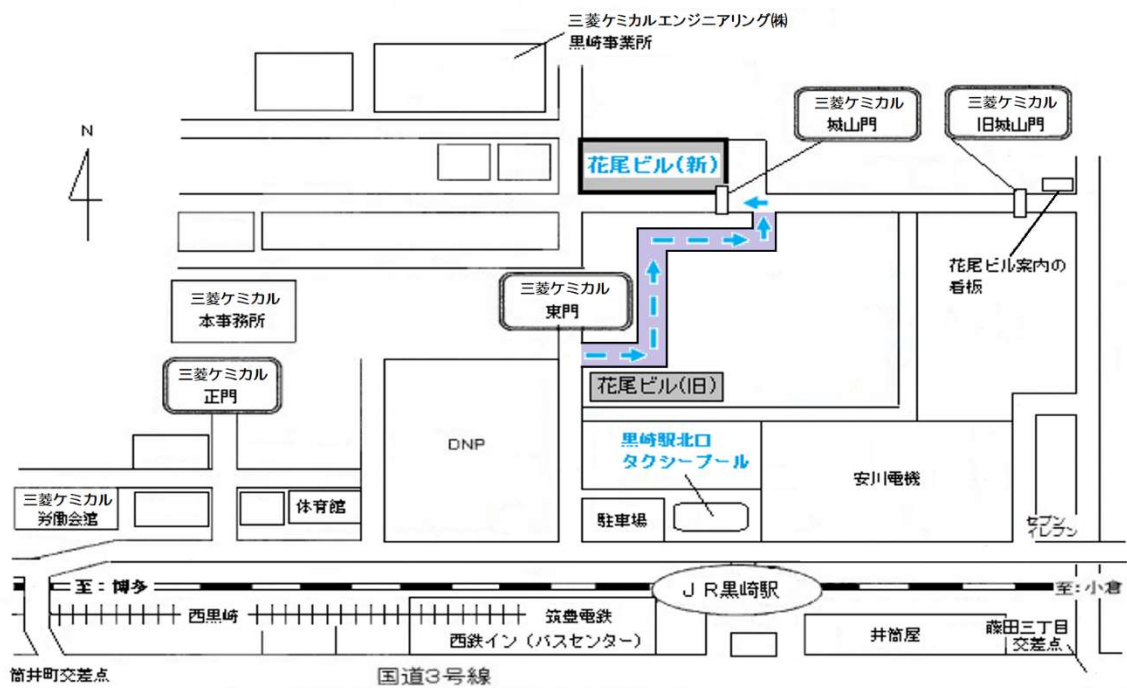 三菱ケミカルエンジニアリング㈱
黒崎事業所
N
三菱ケミカル
城山門
三菱ケミカル
旧城山門
花尾ビル(新)
花尾ビル案内の
看板
三菱ケミカル
本事務所
三菱ケミカル
東門
三菱ケミカル
正門
花尾ビル(旧)
DNP
黒崎駅北口
タクシープール
安川電機
三菱ケミカル
労働会館
体育館
駐車場
セブン
イレブン
至：博多
JR黒崎駅
至：小倉
西黒崎
筑豊電鉄
西鉄イン（バスセンター）
井筒屋
藤田三丁目
交差点
筒井町交差点
国道3号線